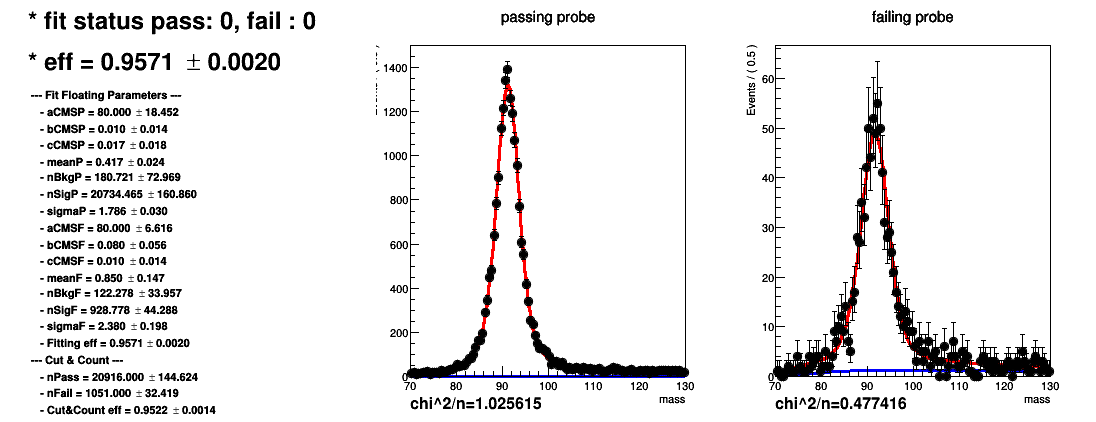 * fit status pass: 0, fail : 0
* eff = 0.9571 ± 0.0020
--- Fit Floating Parameters ---
- aCMSP = 80.000 ± 18.452
- bCMSP = 0.010 ± 0.014
- cCMSP = 0.017 ± 0.018
- meanP = 0.417 ± 0.024
- nBkgP = 180.721 ± 72.969
- nSigP = 20734.465 ± 160.860
- sigmaP = 1.786 ± 0.030
- aCMSF = 80.000 ± 6.616
- bCMSF = 0.080 ± 0.056
- cCMSF = 0.010 ± 0.014
- meanF = 0.850 ± 0.147
- nBkgF = 122.278 ± 33.957
- nSigF = 928.778 ± 44.288
- sigmaF = 2.380 ± 0.198
- Fitting eff = 0.9571 ± 0.0020
--- Cut & Count ---
- nPass = 20916.000 ± 144.624
- nFail = 1051.000 ± 32.419
- Cut&Count eff = 0.9522 ± 0.0014
passing probe
1400
1200
1000
800
600
400
200
0
70 80 90 100 110 120 130
mass
chi^2/n=1.025615
failing probe
Events / ( 0.5 )
60
50
40
30
20
10
0
70 80 90 100 110 120 130
mass
chi^2/n=0.477416